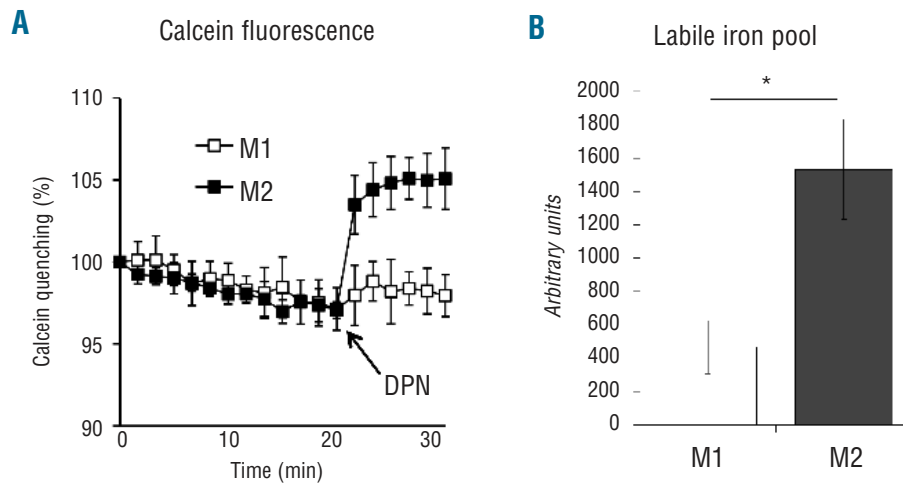 A
Calcein fluorescence
Calcein quenching (%)
110
105
100
95
90
M1
M2
DPN
0 10 20 30
Time (min)
B
Labile iron pool
*
Arbitrary units
2000
1800
1600
1400
1200
1000
800
600
400
200
0
M1 M2